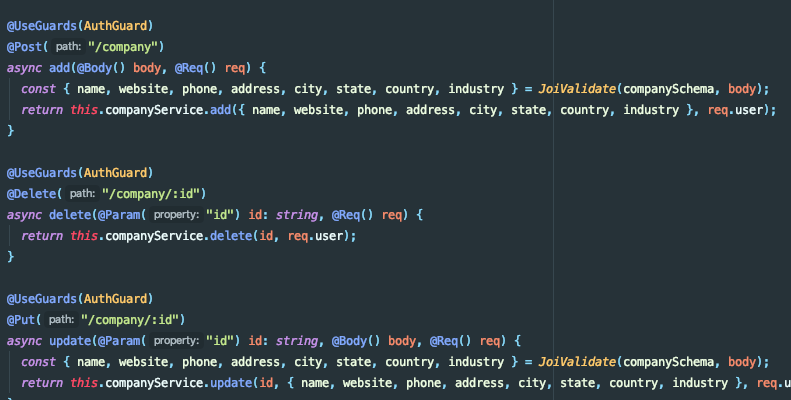 @UseGuards(AuthGuard)
@Post( path: "/company")
async add(@Body() body, @Req() req) {
const { name, website, phone, address, city, state, country, industry } = JoiValidate(companySchema, body);
return this.companyService.add({ name, website, phone, address, city, state, country, industry }, req.user);
}
@UseGuards(AuthGuard)
@Delete( path: "/company/:id")
async delete(@Param( property: "id") id: string, @Req() req) {
return this.companyService.delete(id, req.user);
}
@UseGuards(AuthGuard)
@Put( path: "/company/:id")
async update(@Param( property: "id") id: string, @Body() body, @Req() req) {
const { name, website, phone, address, city, state, country, industry } = JoiValidate(companySchema, body);
return this.companyService.update(id, { name, website, phone, address, city, state, country, industry }, req.u
}